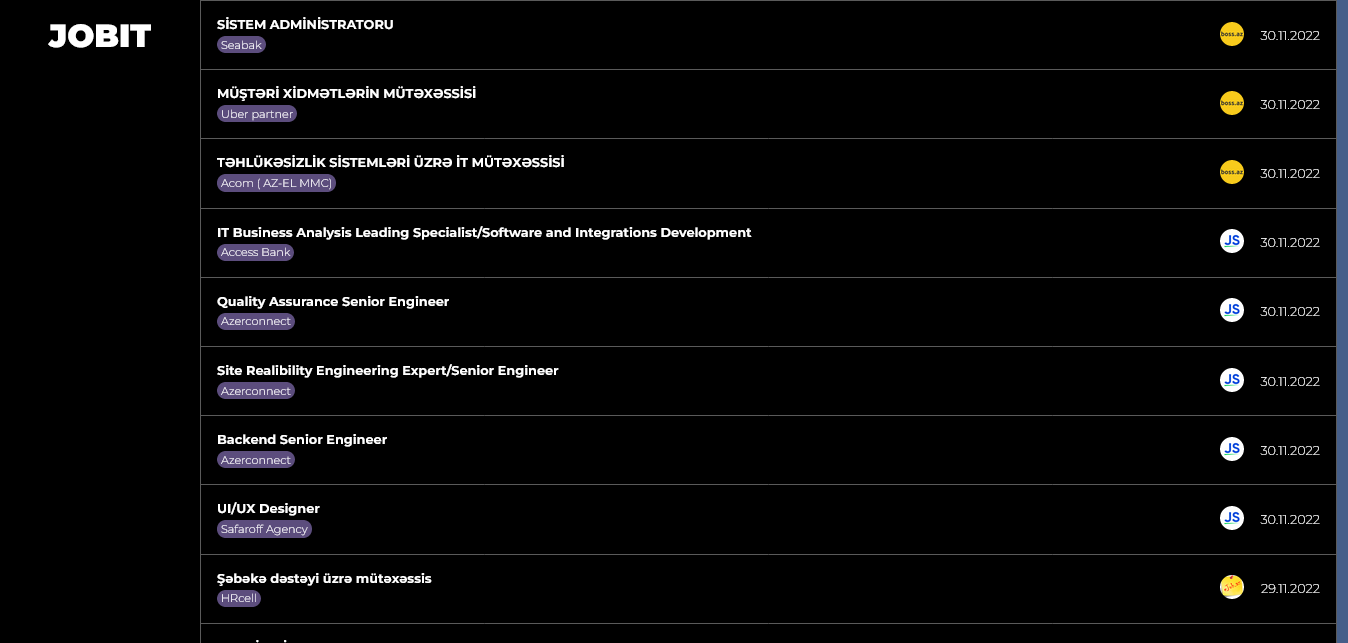 JOBIT
SİSTEM ADMİNİSTRATORU
Seabak
boss.az
30.11.2022
MÜŞTƏRİ XİDMƏTLƏRİN MÜTƏXƏSSİSİ
Uber partner
boss.az
30.11.2022
TƏHLÜKƏSİZLİK SİSTEMLƏRİ ÜZRƏ İT MÜTƏXƏSSİSİ
Acom ( AZ-EL MMC)
boss.az
30.11.2022
IT Business Analysis Leading Specialist/Software and Integrations Development
Access Bank
JS
30.11.2022
Quality Assurance Senior Engineer
Azerconnect
JS
30.11.2022
Site Realibility Engineering Expert/Senior Engineer
Azerconnect
JS
30.11.2022
Backend Senior Engineer
Azerconnect
JS
30.11.2022
UI/UX Designer
Safaroff Agency
JS
30.11.2022
Şəbəkə dəstəyi üzrə mütəxəssis
HRcell
29.11.2022